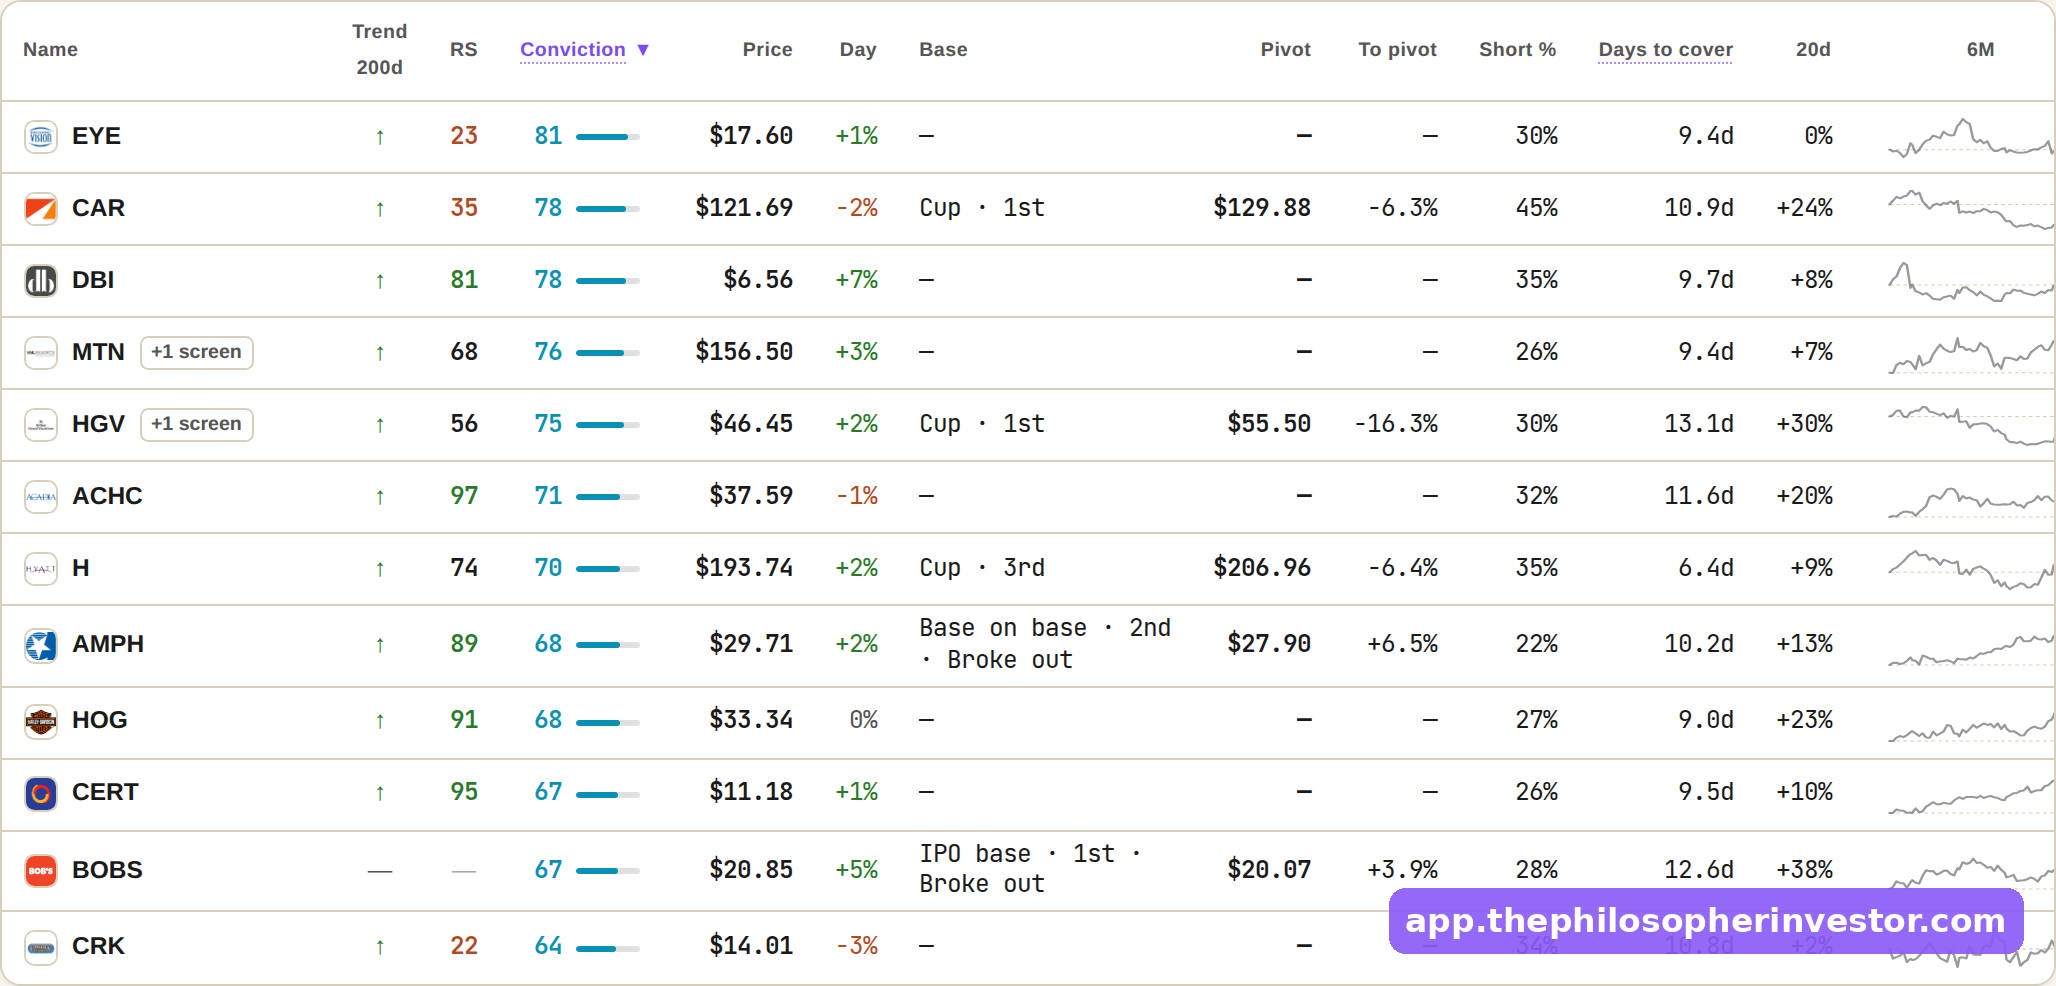 Name Trend 200d RS Conviction ▼ Price Day Base Pivot To pivot Short % Days to cover 20d 6M
EYE ↑ 23 81 $17.60 +1% — — — 30% 9.4d 0%
CAR ↑ 35 78 $121.69 -2% Cup · 1st $129.88 -6.3% 45% 10.9d +24%
DBI ↑ 81 78 $6.56 +7% — — — 35% 9.7d +8%
MTN +1 screen ↑ 68 76 $156.50 +3% — — — 26% 9.4d +7%
HGV +1 screen ↑ 56 75 $46.45 +2% Cup · 1st $55.50 -16.3% 30% 13.1d +30%
ACADIA ACHC ↑ 97 71 $37.59 -1% — — — 32% 11.6d +20%
HYATT H ↑ 74 70 $193.74 +2% Cup · 3rd $206.96 -6.4% 35% 6.4d +9%
AMPH ↑ 89 68 $29.71 +2% Base on base · 2nd · Broke out $27.90 +6.5% 22% 10.2d +13%
HOG ↑ 91 68 $33.34 0% — — — 27% 9.0d +23%
CERT ↑ 95 67 $11.18 +1% — — — 26% 9.5d +10%
BOB'S BOBS — — 67 $20.85 +5% IPO base · 1st · Broke out $20.07 +3.9% 28% 12.6d +38%
CRK ↑ 22 64 $14.01 -3% — — — 34% 10.8d +2%
app.thephilosopherinvestor.com